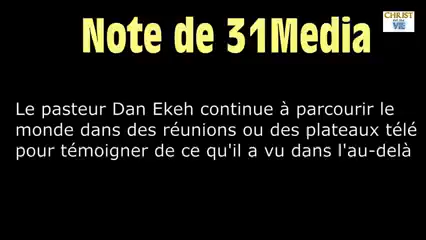 CHRIST
VIE
Note de 31Media
Le pasteur Dan Ekeh continue à parcourir le
monde dans des réunions ou des plateaux télé
pour témoigner de ce qu'il a vu dans l'au-delà